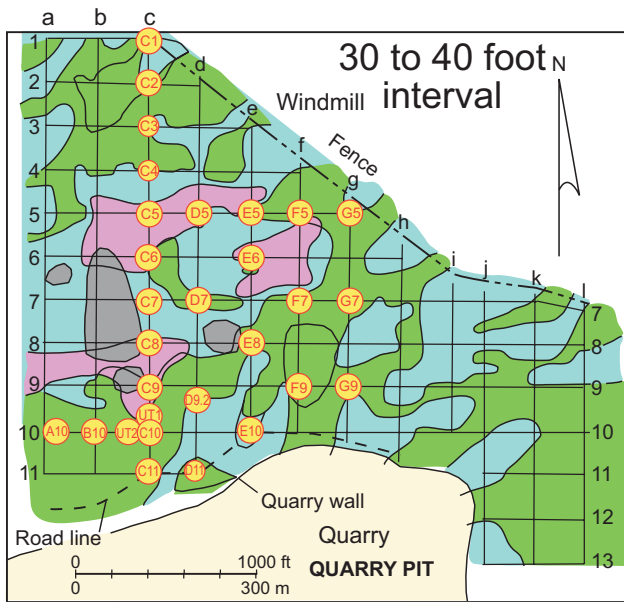 a b c
1 C1
30 to 40 foot
interval
N
d
2 C2
Windmill
e
3 C3
f
Fence
4 C4
g
5 C5 D5 E5 F5 G5
h
6 C6 E6
i
j
k
l
7 C7 D7 F7 G7 7
8 C8 E8 8
9 C9 D9.2 F9 G9 9
UT1
10 A10 B10 UT2 C10 E10 10
11 C11 D11 11
Quarry wall
12
Road line
Quarry
QUARRY PIT
13
0 1000 ft
0 300 m